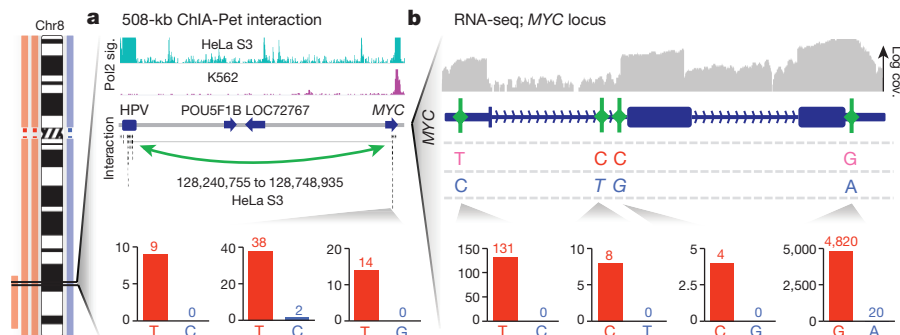 Chr8
a 508-kb ChIA-Pet interaction
Pol2 sig.
HeLa S3
K562
HPV POU5F1B LOC72767 MYC
Interaction
128,240,755 to 128,748,935
HeLa S3
10
5
0
9
0
T C
40
20
0
38
2
T C
20
10
0
14
0
T G
b RNA-seq; MYC locus
Log cov.
MYC
T C C G
C T G A
150
100
50
0
131
0
T C
10
5
0
8
0
C T
5
2.5
0
4
0
C G
5,000
2,500
0
4,820
20
G A